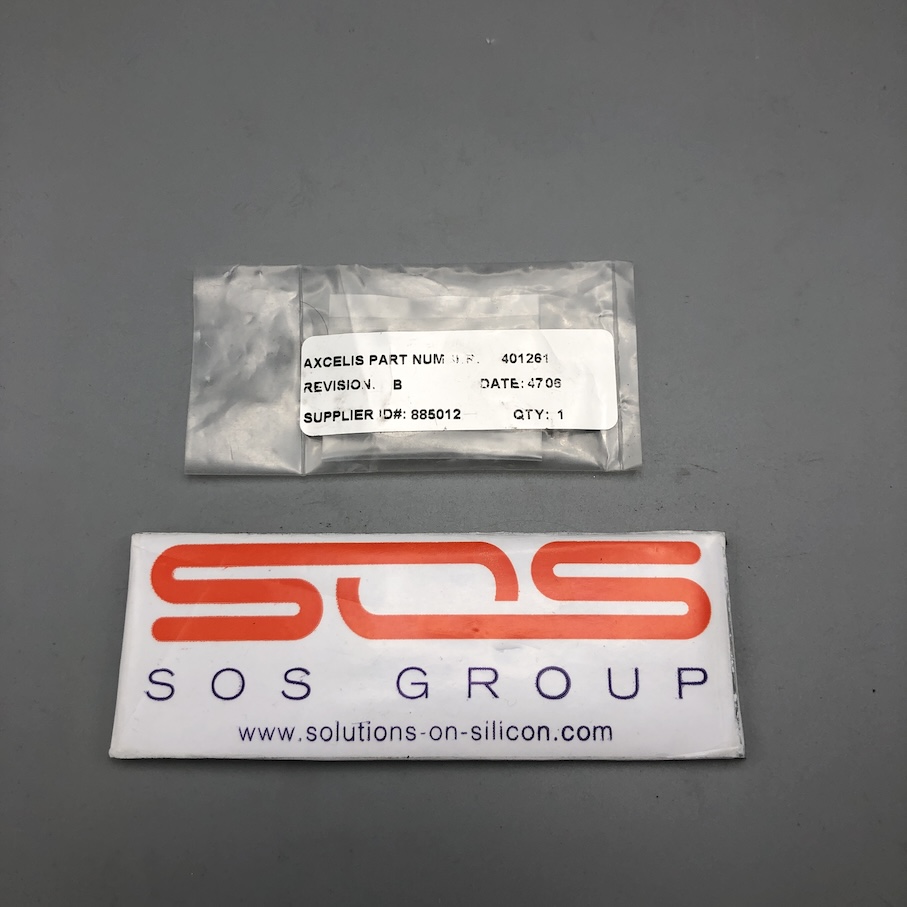 AXCELIS PART NUMBER. 401261
REVISION. B DATE: 4706
SUPPLIER ID#: 885012 QTY: 1
SOS
SOS GROUP
www.solutions-on-silicon.com